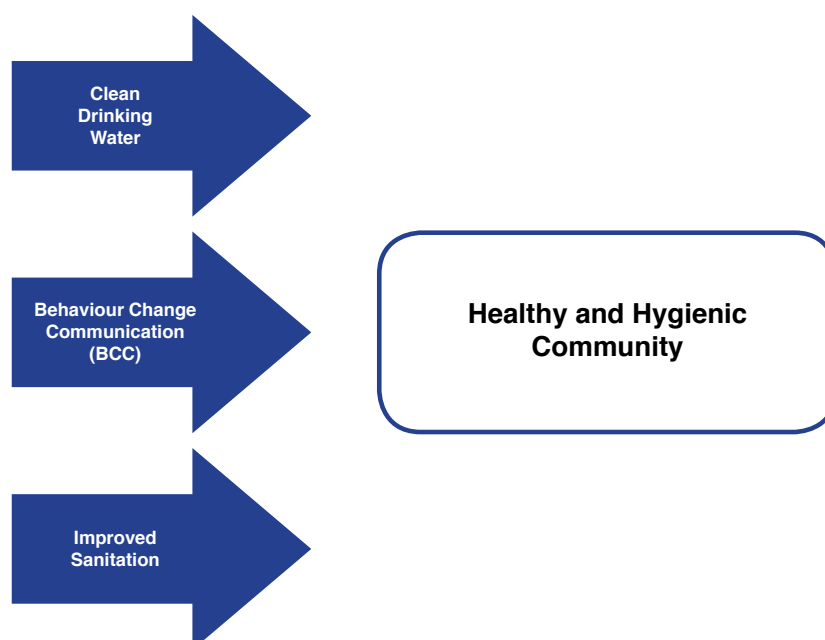 Clean
Drinking
Water
Behaviour Change
Communication
(BCC)
Healthy and Hygienic
Community
Improved
Sanitation